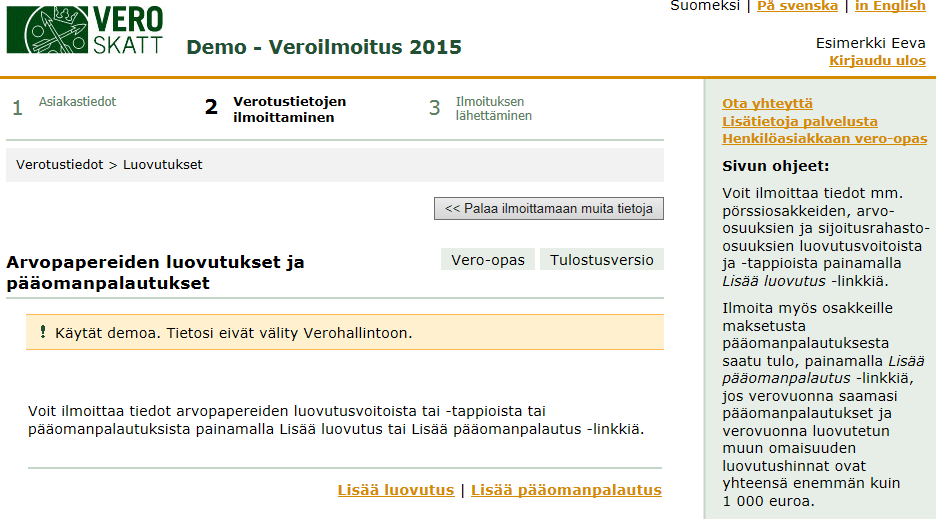 VERO
SKATT
Demo - Veroilmoitus 2015
Suomeksi | På svenska | in English
Esimerkki Eeva
Kirjaudu ulos
1 Asiakastiedot
2 Verotustietojen
ilmoittaminen
3 Ilmoituksen
lähettäminen
Verotustiedot > Luovutukset
<< Palaa ilmoittamaan muita tietoja
Arvopapereiden luovutukset ja
pääomanpalautukset
Vero-opas
Tulostusversio
! Käytät demoa. Tietosi eivät välity Verohallintoon.
Voit ilmoittaa tiedot arvopapereiden luovutusvoitoista tai -tappioista tai
pääomanpalautuksista painamalla Lisää luovutus tai Lisää pääomanpalautus -linkkiä.
Lisää luovutus | Lisää pääomanpalautus
Ota yhteyttä
Lisätietoja palvelusta
Henkilöasiakkaan vero-opas
Sivun ohjeet:
Voit ilmoittaa tiedot mm.
pörssiosakkeiden, arvo-
osuuksien ja sijoitusrahasto-
osuuksien luovutusvoitoista
ja -tappioista painamalla
Lisää luovutus -linkkiä.
Ilmoita myös osakkeille
maksetusta
pääomanpalautuksesta
saatu tulo, painamalla Lisää
pääomanpalautus -linkkiä,
jos verovuonna saamasi
pääomanpalautukset ja
verovuonna luovutetun
muun omaisuuden
luovutushinnat ovat
yhteensä enemmän kuin
1 000 euroa.